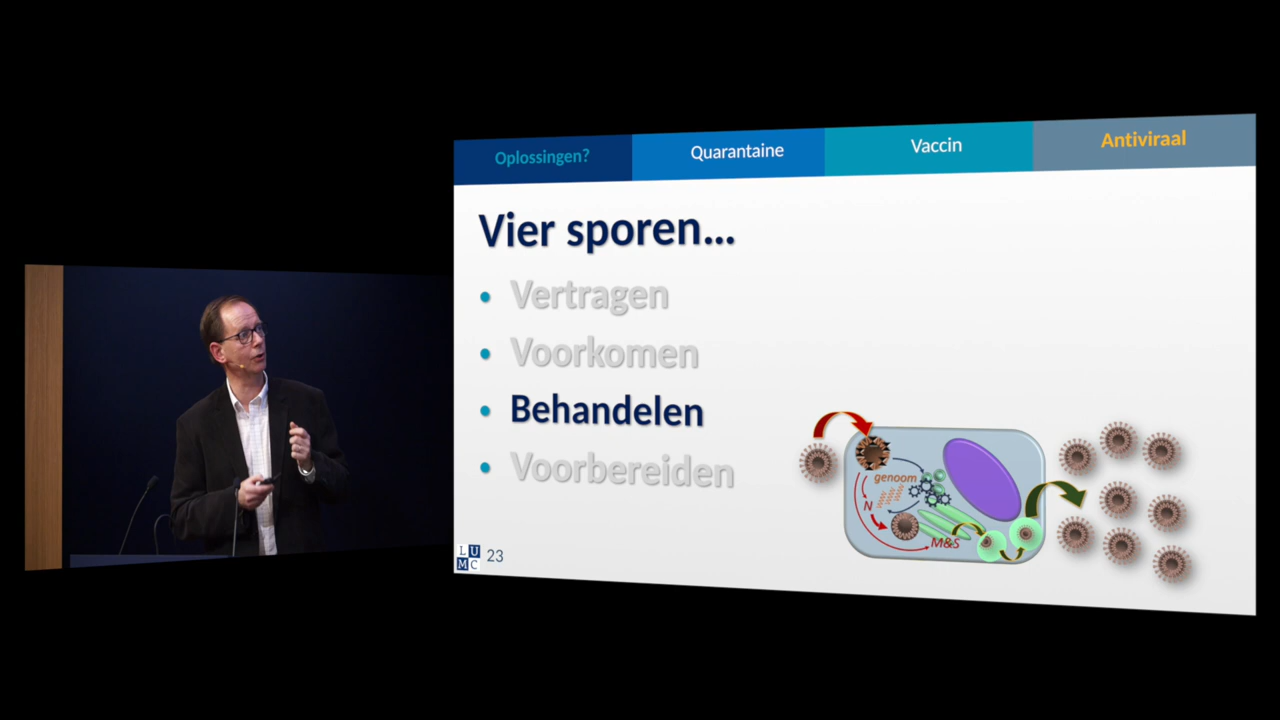 Oplossingen?
Quarantaine
Vaccin
Antiviraal
Vier sporen...
• Vertragen
• Voorkomen
• Behandelen
• Voorbereiden
genoom
N
M&S
L U
M C
23